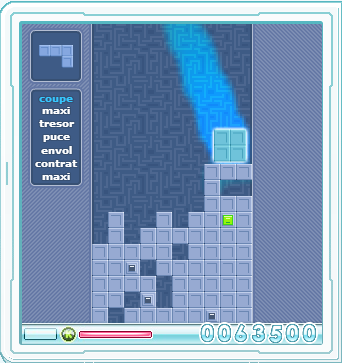 coupe
maxi
tresor
puce
envol
contrat
maxi
0063500